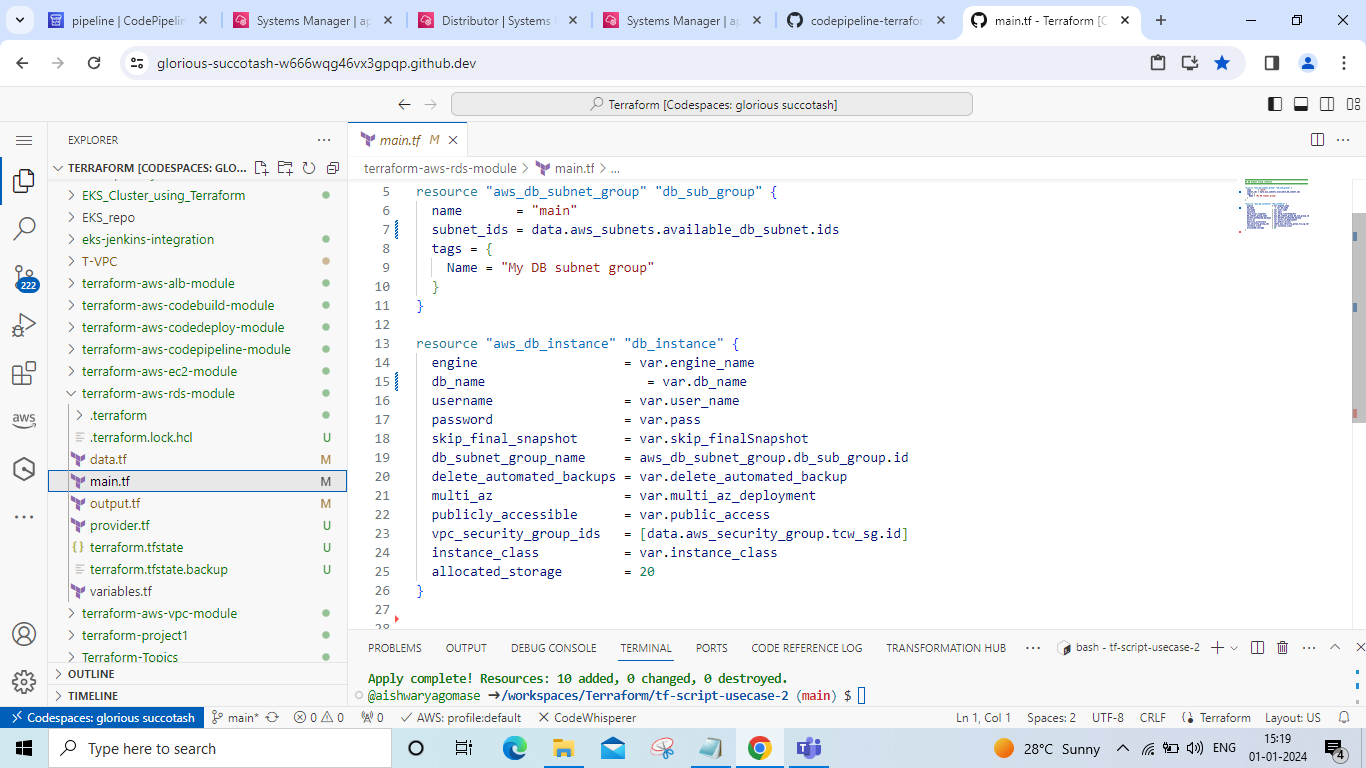 pipeline | CodePipelin
Systems Manager | ap
Distributor | Systems
Systems Manager | ap
codepipeline-terrafor
main.tf - Terraform [C
glorious-succotash-w666wqg46vx3gpqp.github.dev
Terraform [Codespaces: glorious succotash]
EXPLORER
TERRAFORM [CODESPACES: GLO...
EKS_Cluster_using_Terraform
EKS_repo
eks-jenkins-integration
T-VPC
terraform-aws-alb-module
terraform-aws-codebuild-module
terraform-aws-codedeploy-module
terraform-aws-codepipeline-module
terraform-aws-ec2-module
terraform-aws-rds-module
.terraform
.terraform.lock.hcl U
data.tf M
main.tf M
output.tf M
provider.tf U
terraform.tfstate U
terraform.tfstate.backup U
variables.tf
terraform-aws-vpc-module
terraform-project1
Terraform-Topics
OUTLINE
TIMELINE
222
aws
main.tf M
terraform-aws-rds-module > main.tf > ...
5 resource "aws_db_subnet_group" "db_sub_group" {
6 name = "main"
7 subnet_ids = data.aws_subnets.available_db_subnet.ids
8 tags = {
9 Name = "My DB subnet group"
10 }
11 }
12
13 resource "aws_db_instance" "db_instance" {
14 engine = var.engine_name
15 db_name = var.db_name
16 username = var.user_name
17 password = var.pass
18 skip_final_snapshot = var.skip_finalSnapshot
19 db_subnet_group_name = aws_db_subnet_group.db_sub_group.id
20 delete_automated_backups = var.delete_automated_backup
21 multi_az = var.multi_az_deployment
22 publicly_accessible = var.public_access
23 vpc_security_group_ids = [data.aws_security_group.tcw_sg.id]
24 instance_class = var.instance_class
25 allocated_storage = 20
26 }
27
28
PROBLEMS OUTPUT DEBUG CONSOLE TERMINAL PORTS CODE REFERENCE LOG TRANSFORMATION HUB ... bash - tf-script-usecase-2
Apply complete! Resources: 10 added, 0 changed, 0 destroyed.
@aishwaryagomase ➜/workspaces/Terraform/tf-script-usecase-2 (main) $
Codespaces: glorious succotash main* 0 0 0 AWS: profile:default CodeWhisperer Ln 1, Col 1 Spaces: 2 UTF-8 CRLF Terraform Layout: US
Type here to search
28°C Sunny
ENG
15:19
01-01-2024
4